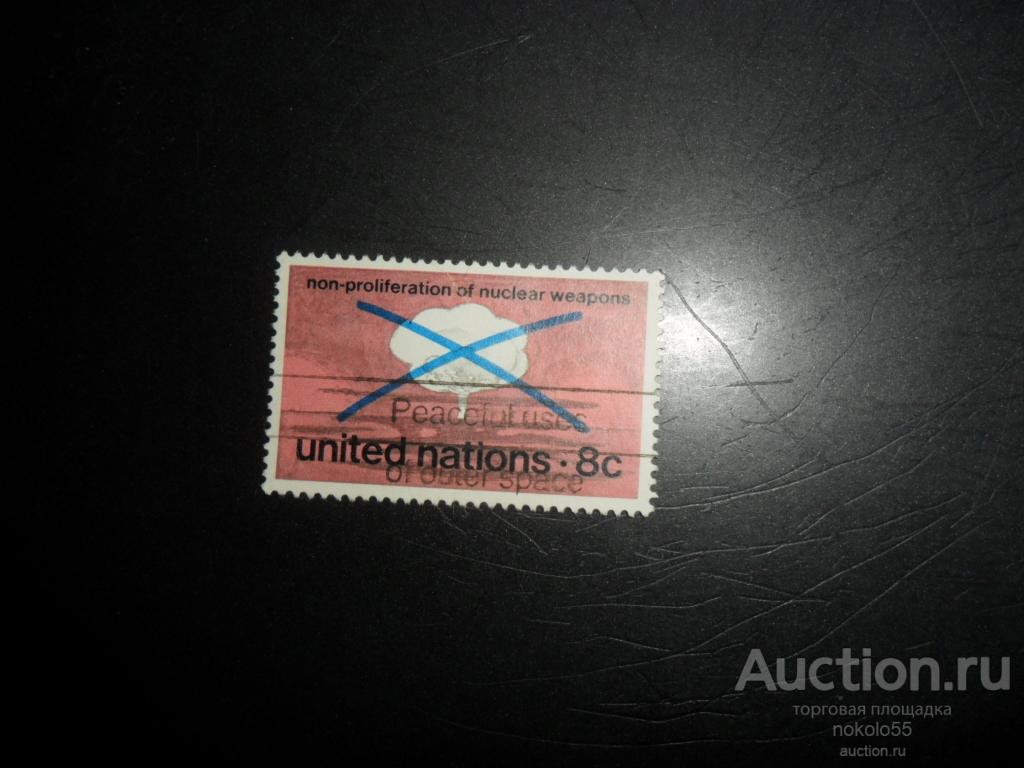 non-proliferation of nuclear weapons
Peaceful uses
united nations · 8c
of outer space
Auction.ru
торговая площадка
nokolo55
auction.ru